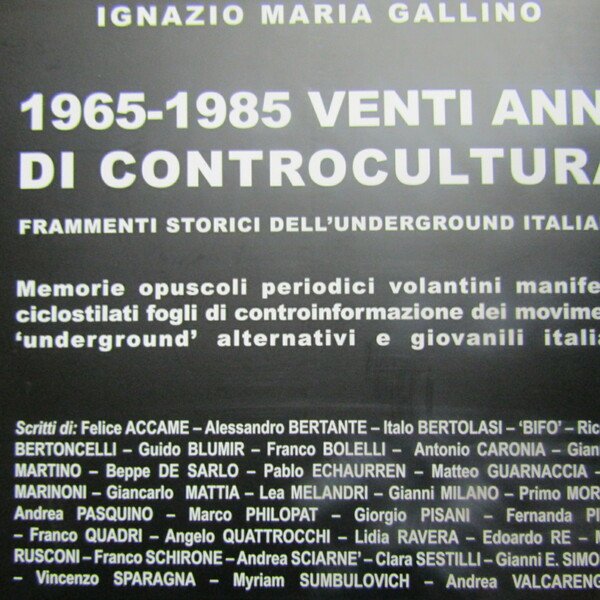 IGNAZIO MARIA GALLINO
1965-1985 VENTI ANN
DI CONTROCULTURA
FRAMMENTI STORICI DELL'UNDERGROUND ITALIA
Memorie opuscoli periodici volantini manife
ciclostilati fogli di controinformazione dei movime
'underground' alternativi e giovanili italia
Scritti di: Felice ACCAME – Alessandro BERTANTE – Italo BERTOLASI – 'BIFO' – Ric
BERTONCELLI – Guido BLUMIR – Franco BOLELLI – Antonio CARONIA – Giann
MARTINO – Beppe DE SARLO – Pablo ECHAURREN – Matteo GUARNACCIA –
MARINONI – Giancarlo MATTIA – Lea MELANDRI – Gianni MILANO – Primo MOR
Andrea PASQUINO – Marco PHILOPAT – Giorgio PISANI – Fernanda PI
– Franco QUADRI – Angelo QUATTROCCHI – Lidia RAVERA – Edoardo RE – M
RUSCONI – Franco SCHIRONE – Andrea SCIARNE' – Clara SESTILLI – Gianni E. SIMO
– Vincenzo SPARAGNA – Myriam SUMBULOVICH – Andrea VALCARENG